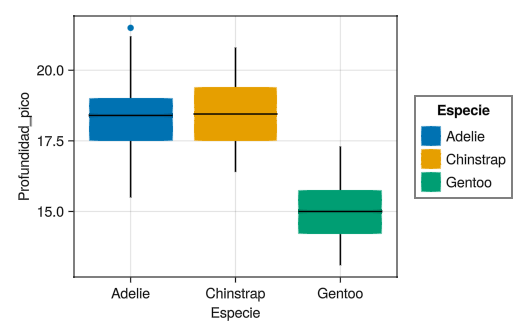 Profundidad_pico
20.0
17.5
15.0
Adelie
Chinstrap
Gentoo
Especie
Especie
Adelie
Chinstrap
Gentoo